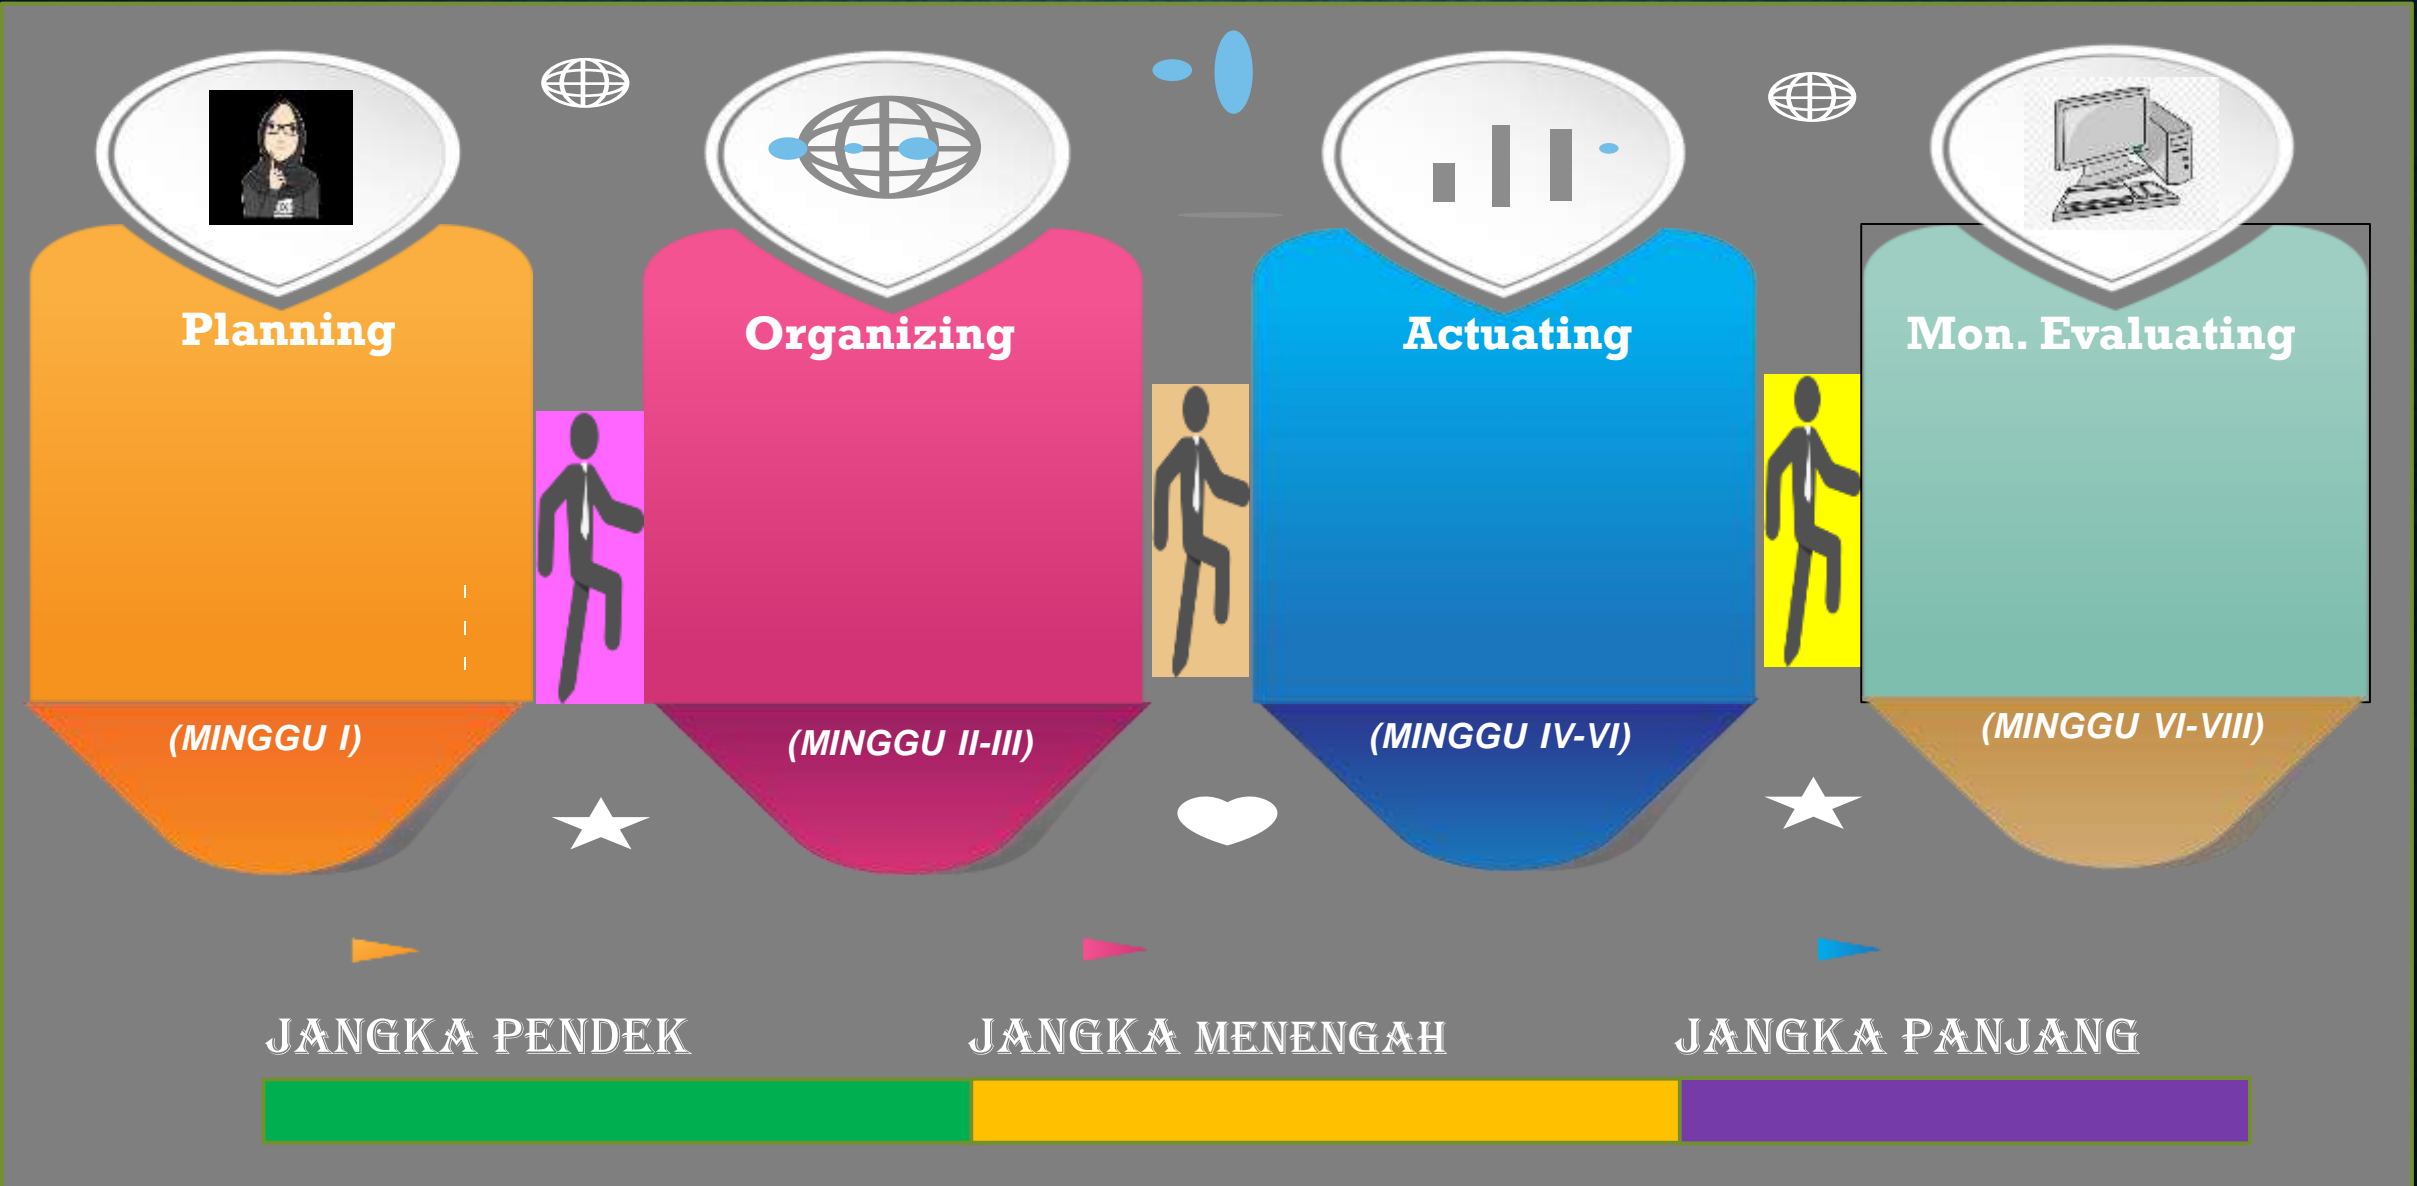 Planning
Organizing
Actuating
Mon. Evaluating
(MINGGU I)
(MINGGU II-III)
(MINGGU IV-VI)
(MINGGU VI-VIII)
JANGKA PENDEK
JANGKA MENENGAH
JANGKA PANJANG